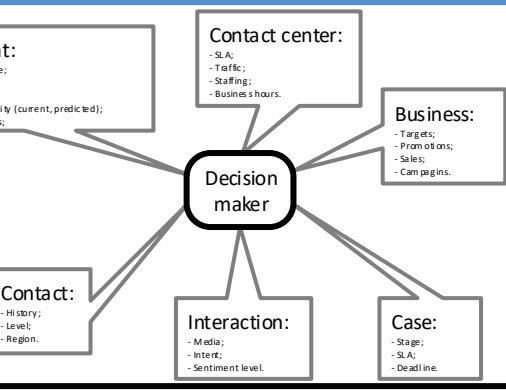 t:
e;
ity (current, predicted);
s;
Contact center:
- SLA;
- Traffic;
- Staffing;
- Business hours.
Business:
- Targets;
- Promotions;
- Sales;
- Campagins.
Decision
maker
Contact:
- History;
- Level;
- Region.
Interaction:
- Media;
- Intent;
- Sentiment level.
Case:
- Stage;
- SLA;
- Deadline.